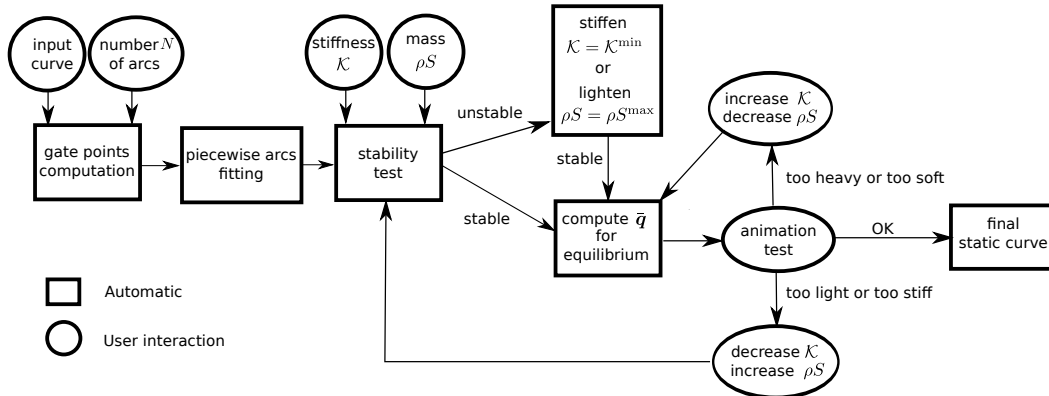 input
curve
number N
of arcs
stiffness
𝒦
mass
ρS
stiffen
𝒦 = 𝒦^min
or
lighten
ρS = ρS^max
increase 𝒦
decrease ρS
unstable
gate points
computation
piecewise arcs
fitting
stability
test
stable
too heavy or too soft
stable
compute q̄
for
equilibrium
animation
test
OK
final
static curve
too light or too stiff
Automatic
User interaction
decrease 𝒦
increase ρS